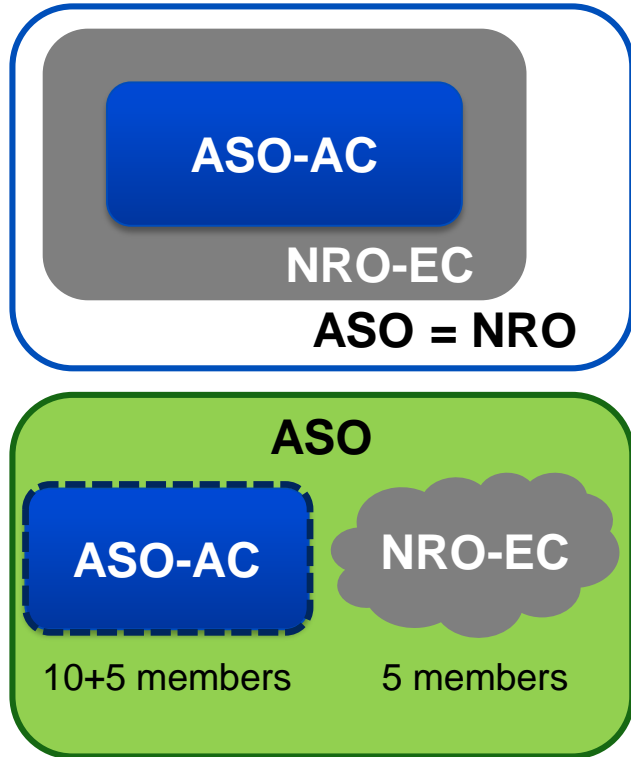 ASO-AC
NRO-EC
ASO = NRO
ASO
ASO-AC
NRO-EC
10+5 members
5 members